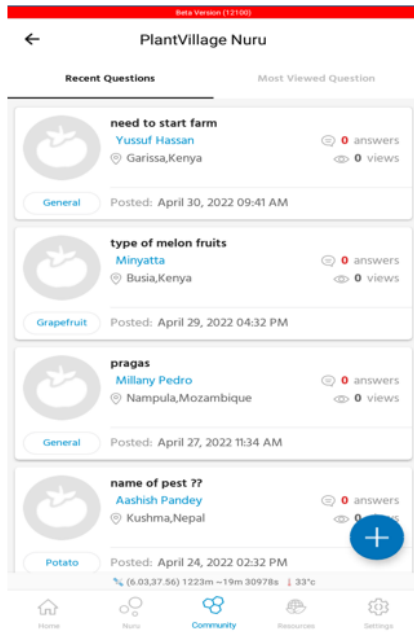 Beta Version (12100)
PlantVillage Nuru
Recent Questions Most Viewed Question
need to start farm
Yussuf Hassan 0 answers
Garissa,Kenya 0 views
General Posted: April 30, 2022 09:41 AM
type of melon fruits
Minyatta 0 answers
Busia,Kenya 0 views
Grapefruit Posted: April 29, 2022 04:32 PM
pragas
Millany Pedro 0 answers
Nampula,Mozambique 0 views
General Posted: April 27, 2022 11:34 AM
name of pest ??
Aashish Pandey 0 answers
Kushma,Nepal
Potato Posted: April 24, 2022 02:32 PM
(6.03,37.56) 1223m ~19m 30978s 33°c
Home Nuru Community Resources Settings